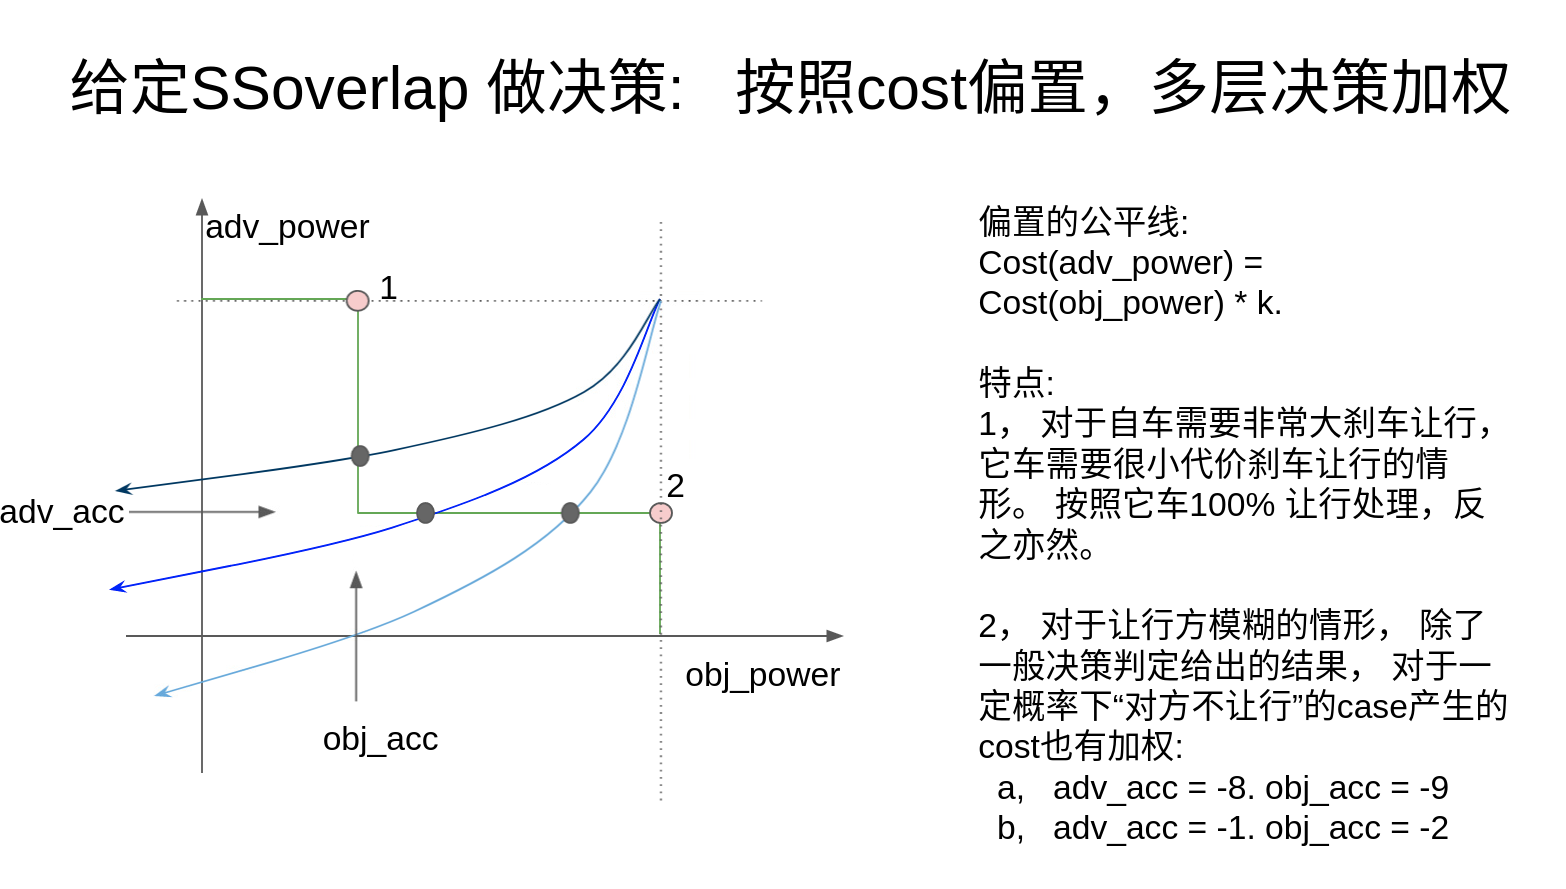 给定SSoverlap 做决策:   按照cost偏置，多层决策加权
adv_power
1
2
adv_acc
obj_power
obj_acc
偏置的公平线:
Cost(adv_power) =
Cost(obj_power) * k.
特点:
1， 对于自车需要非常大刹车让行，
它车需要很小代价刹车让行的情
形。 按照它车100% 让行处理，反
之亦然。
2， 对于让行方模糊的情形， 除了
一般决策判定给出的结果， 对于一
定概率下“对方不让行”的case产生的
cost也有加权:
a,   adv_acc = -8. obj_acc = -9
b,   adv_acc = -1. obj_acc = -2